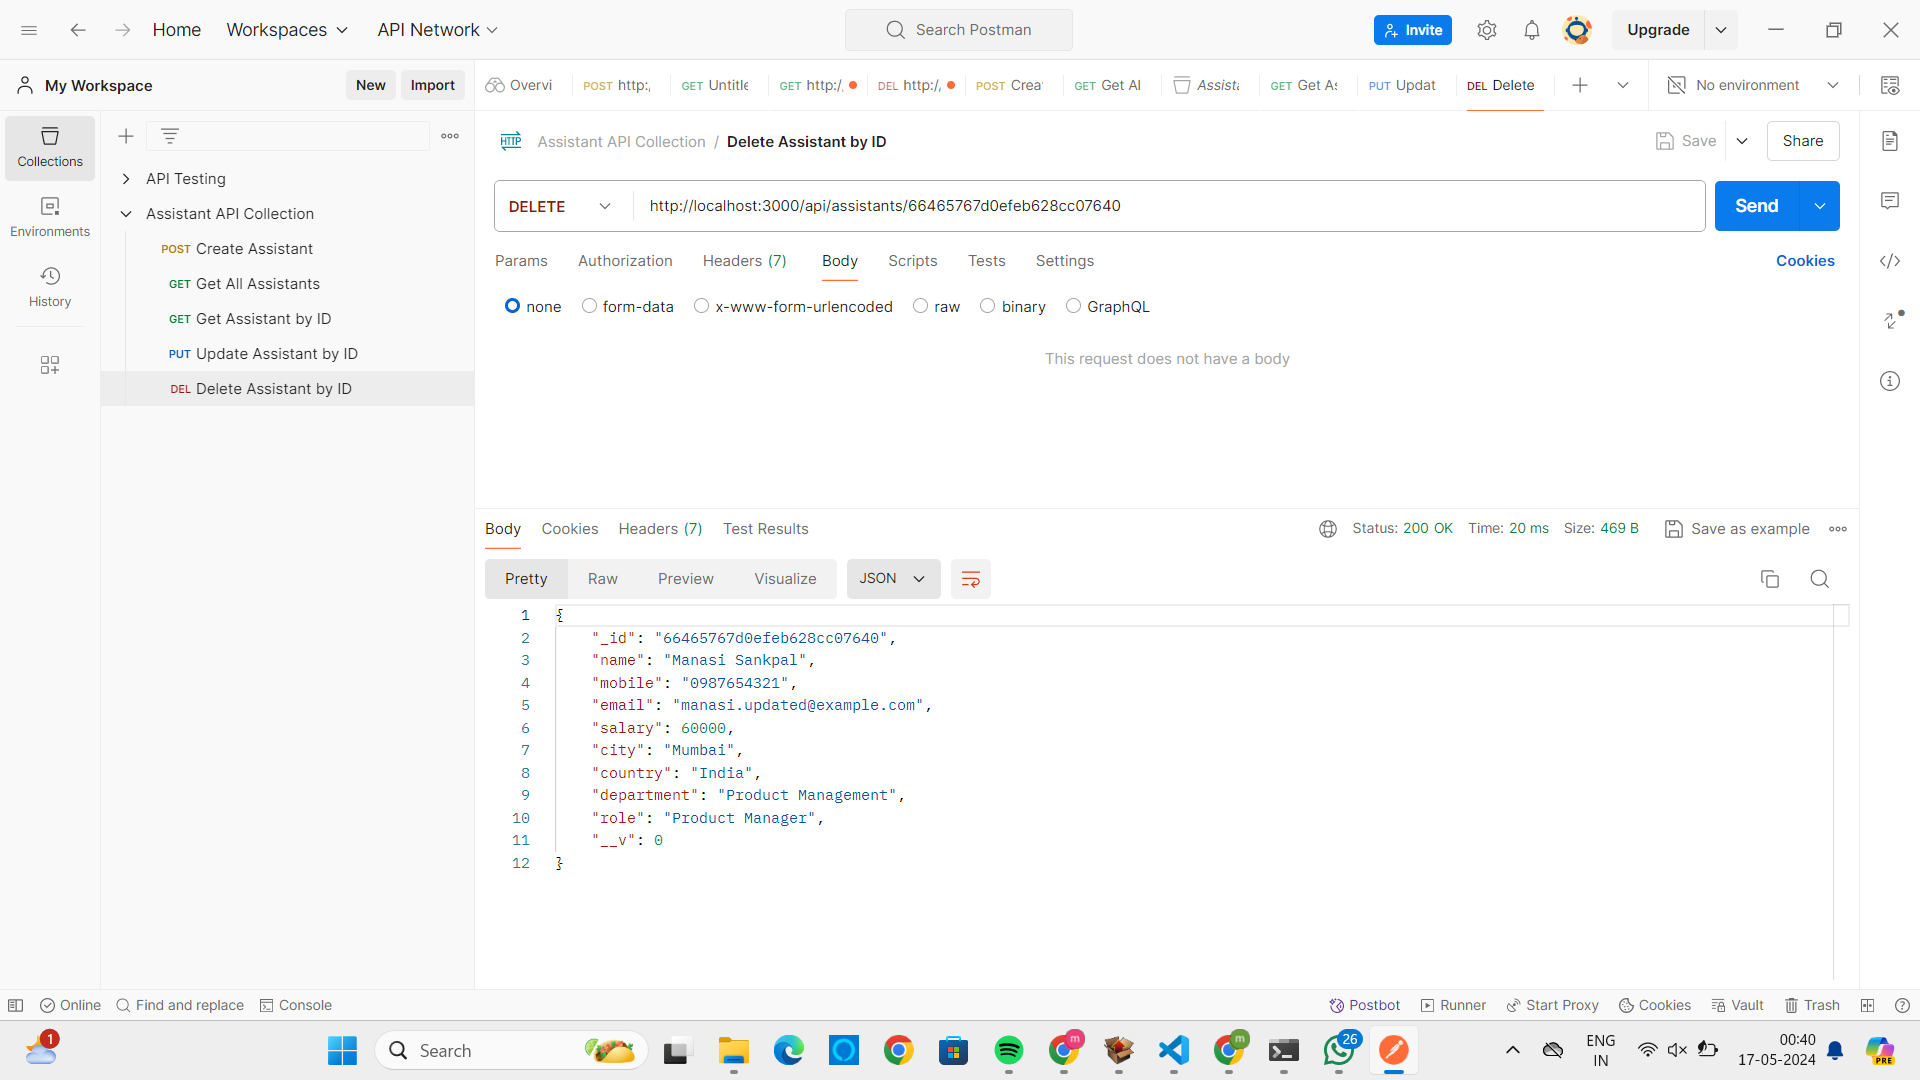 Home Workspaces API Network Search Postman Invite Upgrade
My Workspace New Import
Overvi POST http:, GET Untitle GET http:/, DEL http:/, POST Crea GET Get Al Assista GET Get As PUT Updat DEL Delete No environment
Collections
Environments
History
API Testing
Assistant API Collection
POST Create Assistant
GET Get All Assistants
GET Get Assistant by ID
PUT Update Assistant by ID
DEL Delete Assistant by ID
HTTP Assistant API Collection / Delete Assistant by ID Save Share
DELETE http://localhost:3000/api/assistants/66465767d0efeb628cc07640 Send
Params Authorization Headers (7) Body Scripts Tests Settings Cookies
none form-data x-www-form-urlencoded raw binary GraphQL
This request does not have a body
Body Cookies Headers (7) Test Results Status: 200 OK Time: 20 ms Size: 469 B Save as example
Pretty Raw Preview Visualize JSON
1 {
2 "_id": "66465767d0efeb628cc07640",
3 "name": "Manasi Sankpal",
4 "mobile": "0987654321",
5 "email": "manasi.updated@example.com",
6 "salary": 60000,
7 "city": "Mumbai",
8 "country": "India",
9 "department": "Product Management",
10 "role": "Product Manager",
11 "__v": 0
12 }
Online Find and replace Console Postbot Runner Start Proxy Cookies Vault Trash
1 Search m m 26 ENG 00:40
IN 17-05-2024 PRE